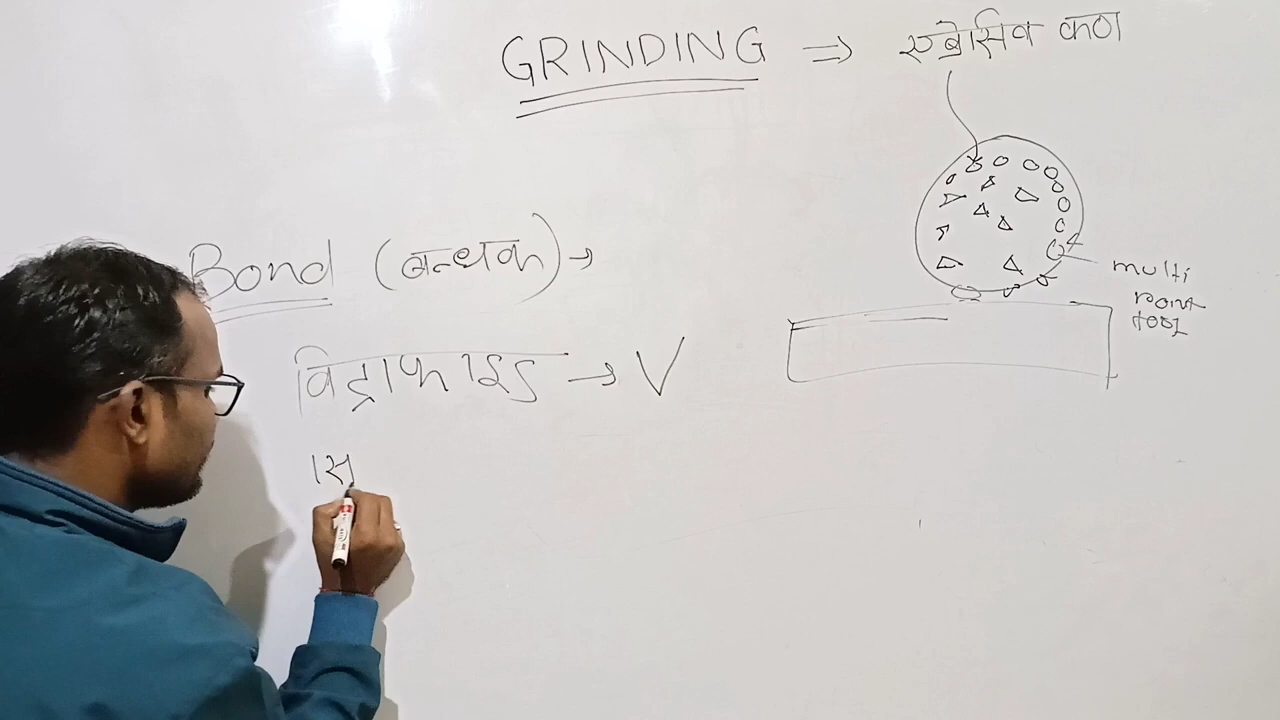 GRINDING ⇒ एब्रेसिव कण
multi
point
tool
Bond (बन्धक) →
विट्राफाइड → V
सि